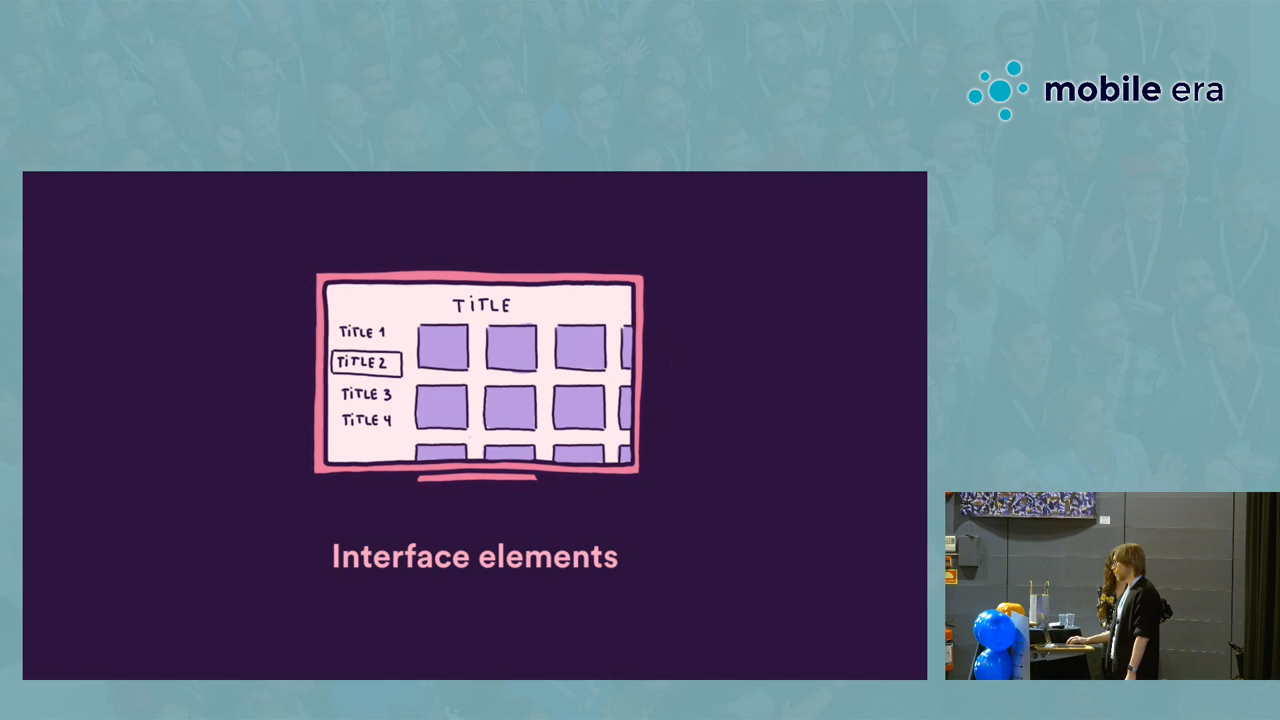 mobile era
TiTLE
TiTLE 1
TiTLE 2
TiTLE 3
TiTLE 4
Interface elements